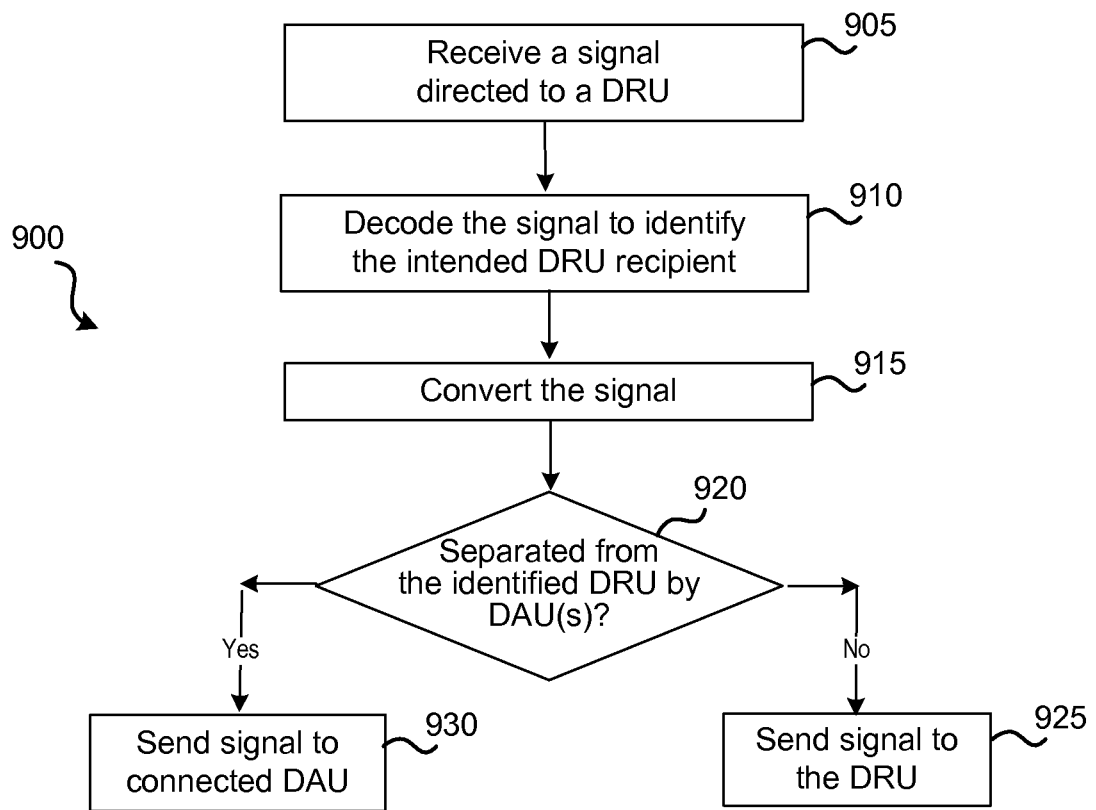 905
Receive a signal
directed to a DRU
910
Decode the signal to identify
the intended DRU recipient
900
915
Convert the signal
920
Separated from
the identified DRU by
DAU(s)?
Yes
No
930
Send signal to
connected DAU
925
Send signal to
the DRU